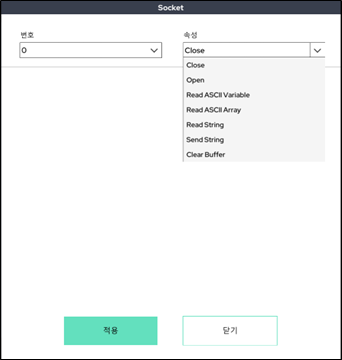 Socket
번호
속성
0
Close
Close
Open
Read ASCII Variable
Read ASCII Array
Read String
Send String
Clear Buffer
적용
닫기